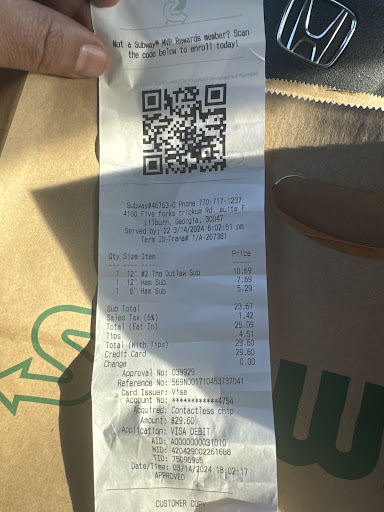 Not a Subway® MVP Rewards member? Scan
the code below to enroll today!
Subway#46763-0 Phone 770-717-1237
4100 Five forks trickum Rd, suite F
Lilburn, Georgia, 30047
Served by: 22 3/14/2024 6:02:51 pm
Term ID-Trans# 1/A-267381
Qty Size Item Price
1 12" #2 The Outlaw Sub 10.69
1 12" Ham Sub 7.69
1 6" Ham Sub 5.29
Sub Total 23.67
Sales Tax (6%) 1.42
Total (Eat In) 25.09
Tips 4.51
Total (With Tips) 29.60
Credit Card 29.60
Change 0.00
Approval No: 039929
Reference No: 569N001710453737041
Card Issuer: Visa
Account No: ************4754
Acquired: Contactless chip
Amount: $29.60
Application: VISA DEBIT
AID: A0000000031010
MID: 420429002261688
TID: 75096965
Date/Time: 03/14/2024 18:02:17
APPROVED
CUSTOMER COPY